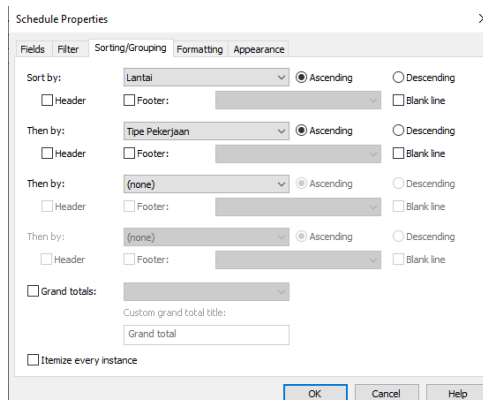 Schedule Properties
Fields Filter Sorting/Grouping Formatting Appearance
Sort by: Lantai Ascending Descending
Header Footer: Blank line
Then by: Tipe Pekerjaan Ascending Descending
Header Footer: Blank line
Then by: (none) Ascending Descending
Header Footer: Blank line
Then by: (none) Ascending Descending
Header Footer: Blank line
Grand totals:
Custom grand total title:
Grand total
Itemize every instance
OK Cancel Help